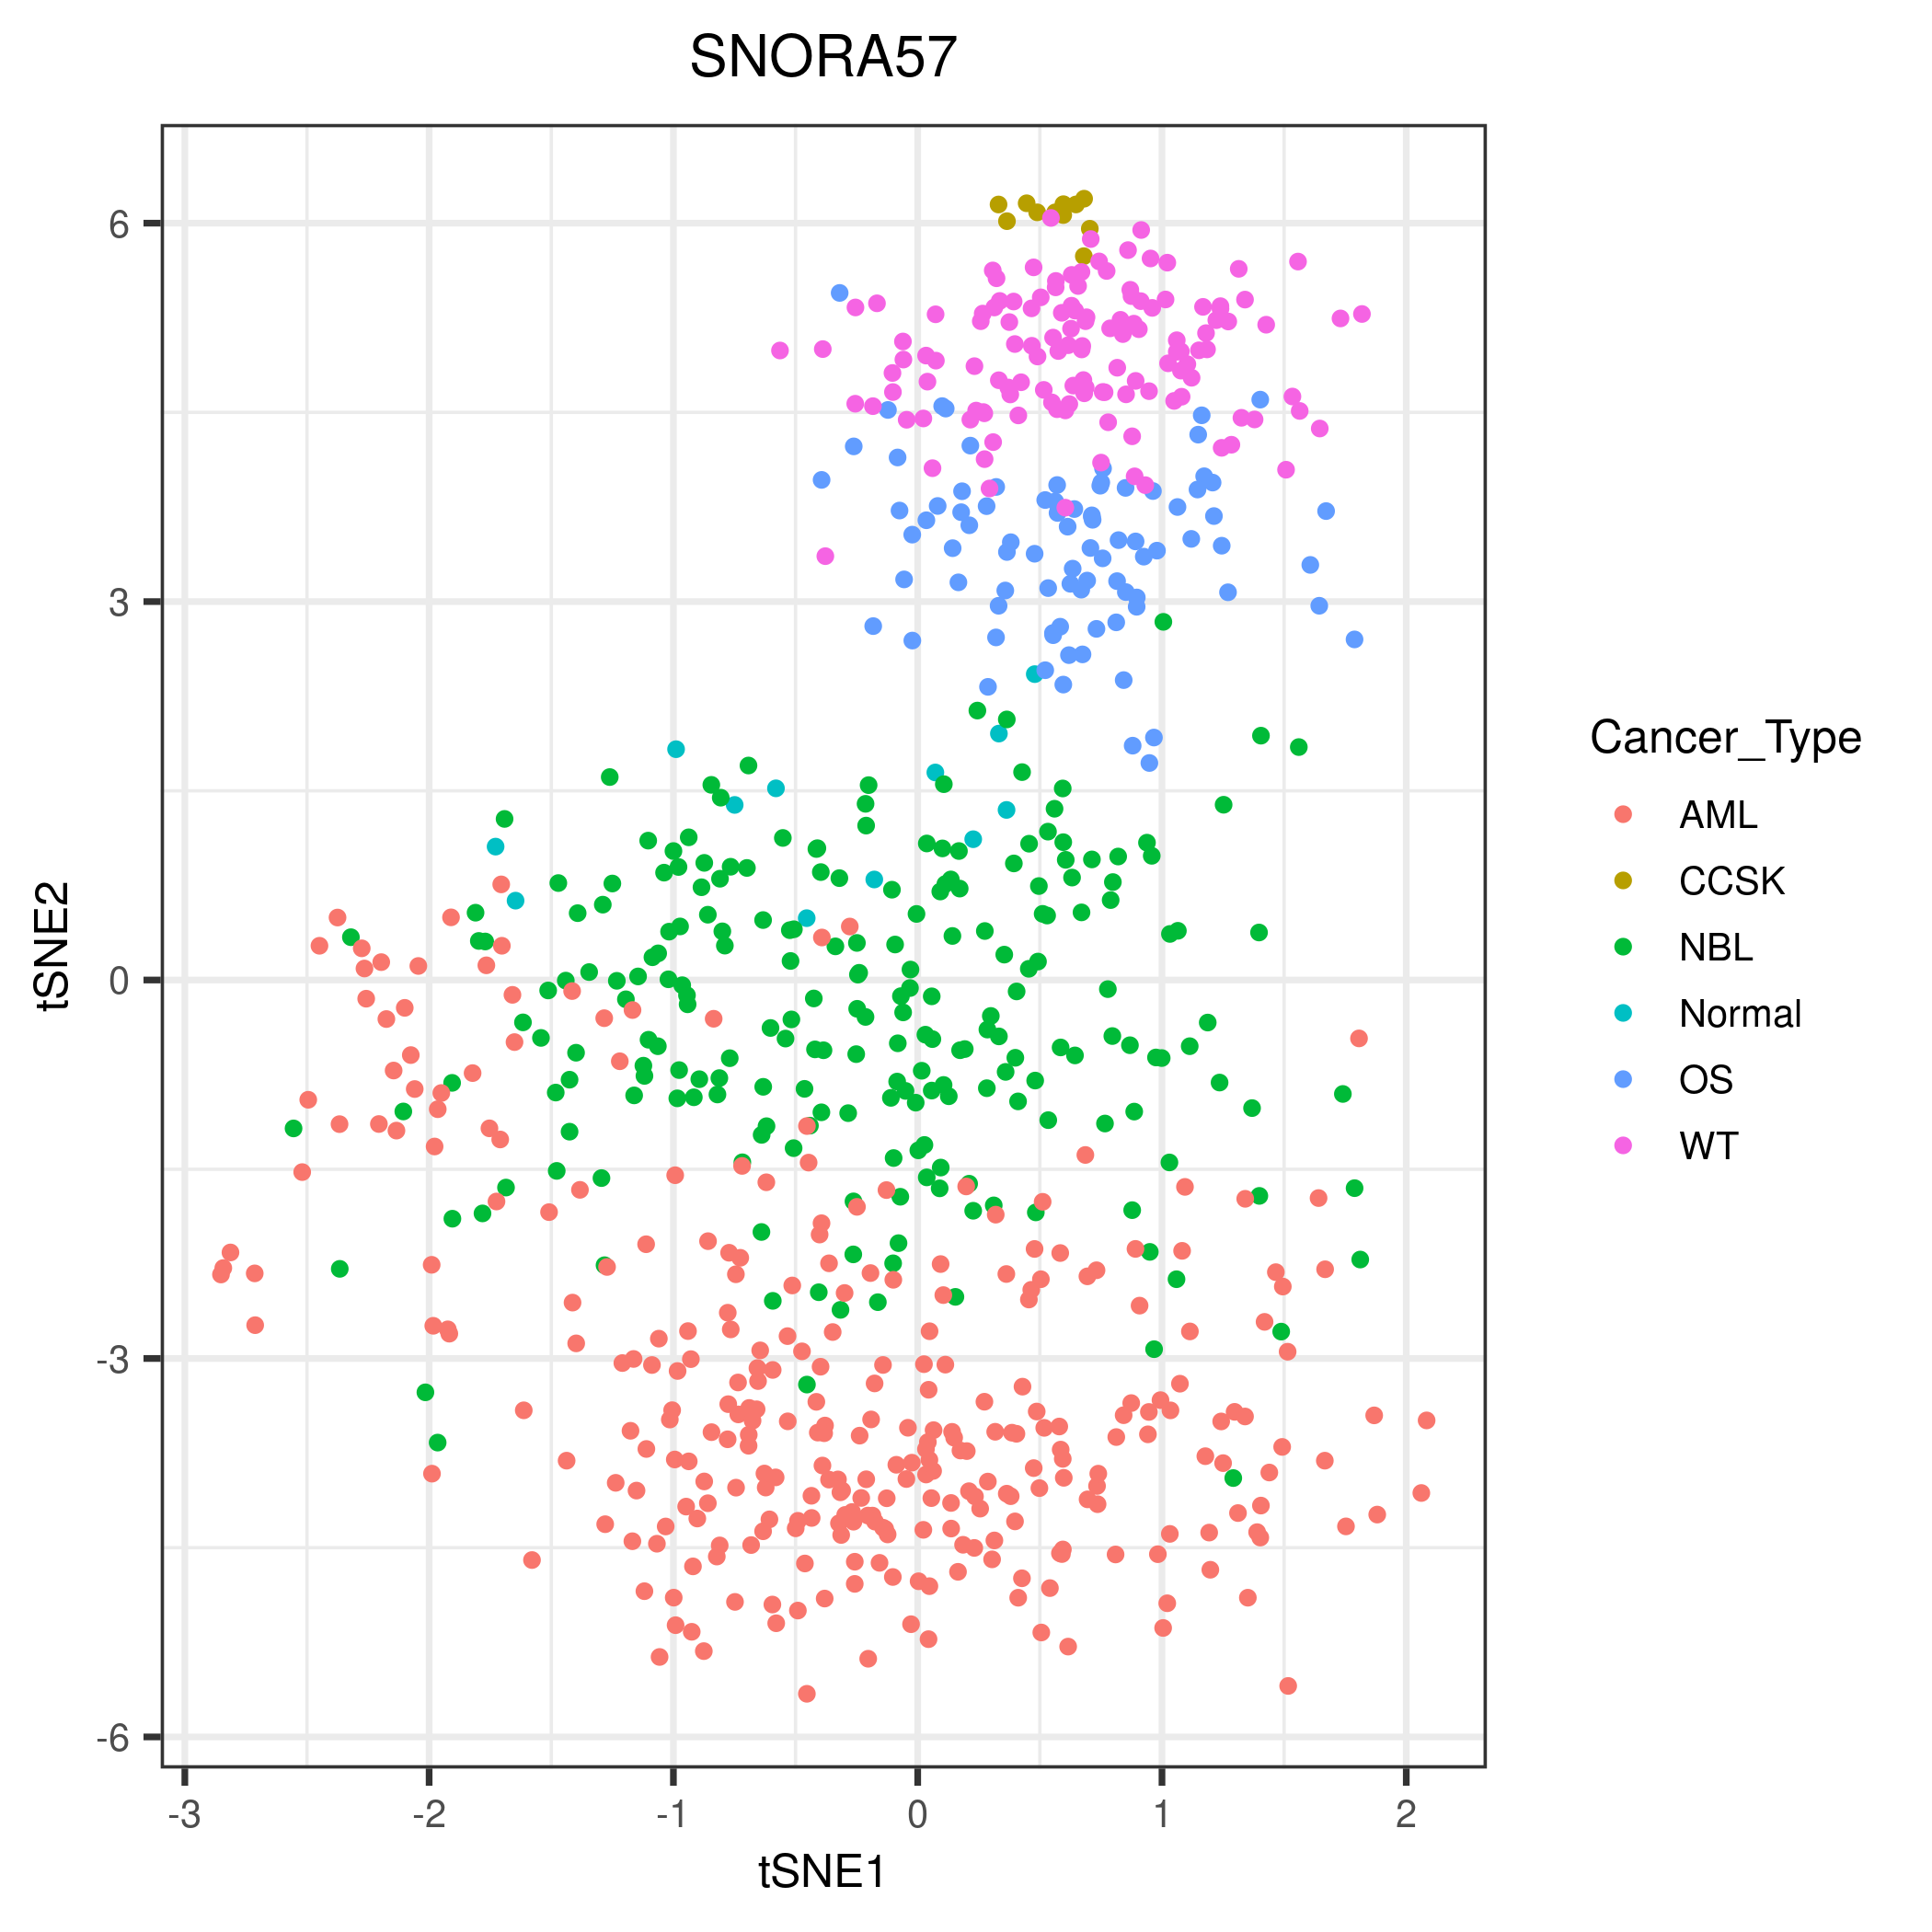 SNORA57
tSNE2
6
3
0
-3
-6
-3
-2
-1
0
1
2
tSNE1
Cancer_Type
AML
CCSK
NBL
Normal
OS
WT